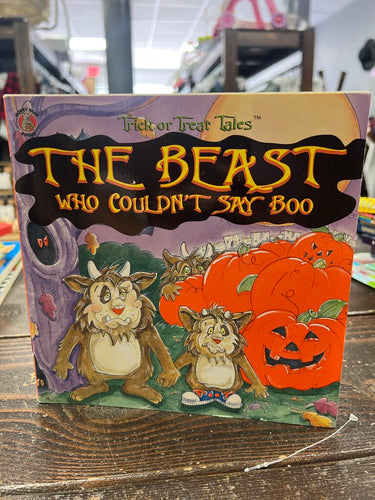 Trick or Treat Tales™
THE BEAST
WHO COULDN'T SAY BOO